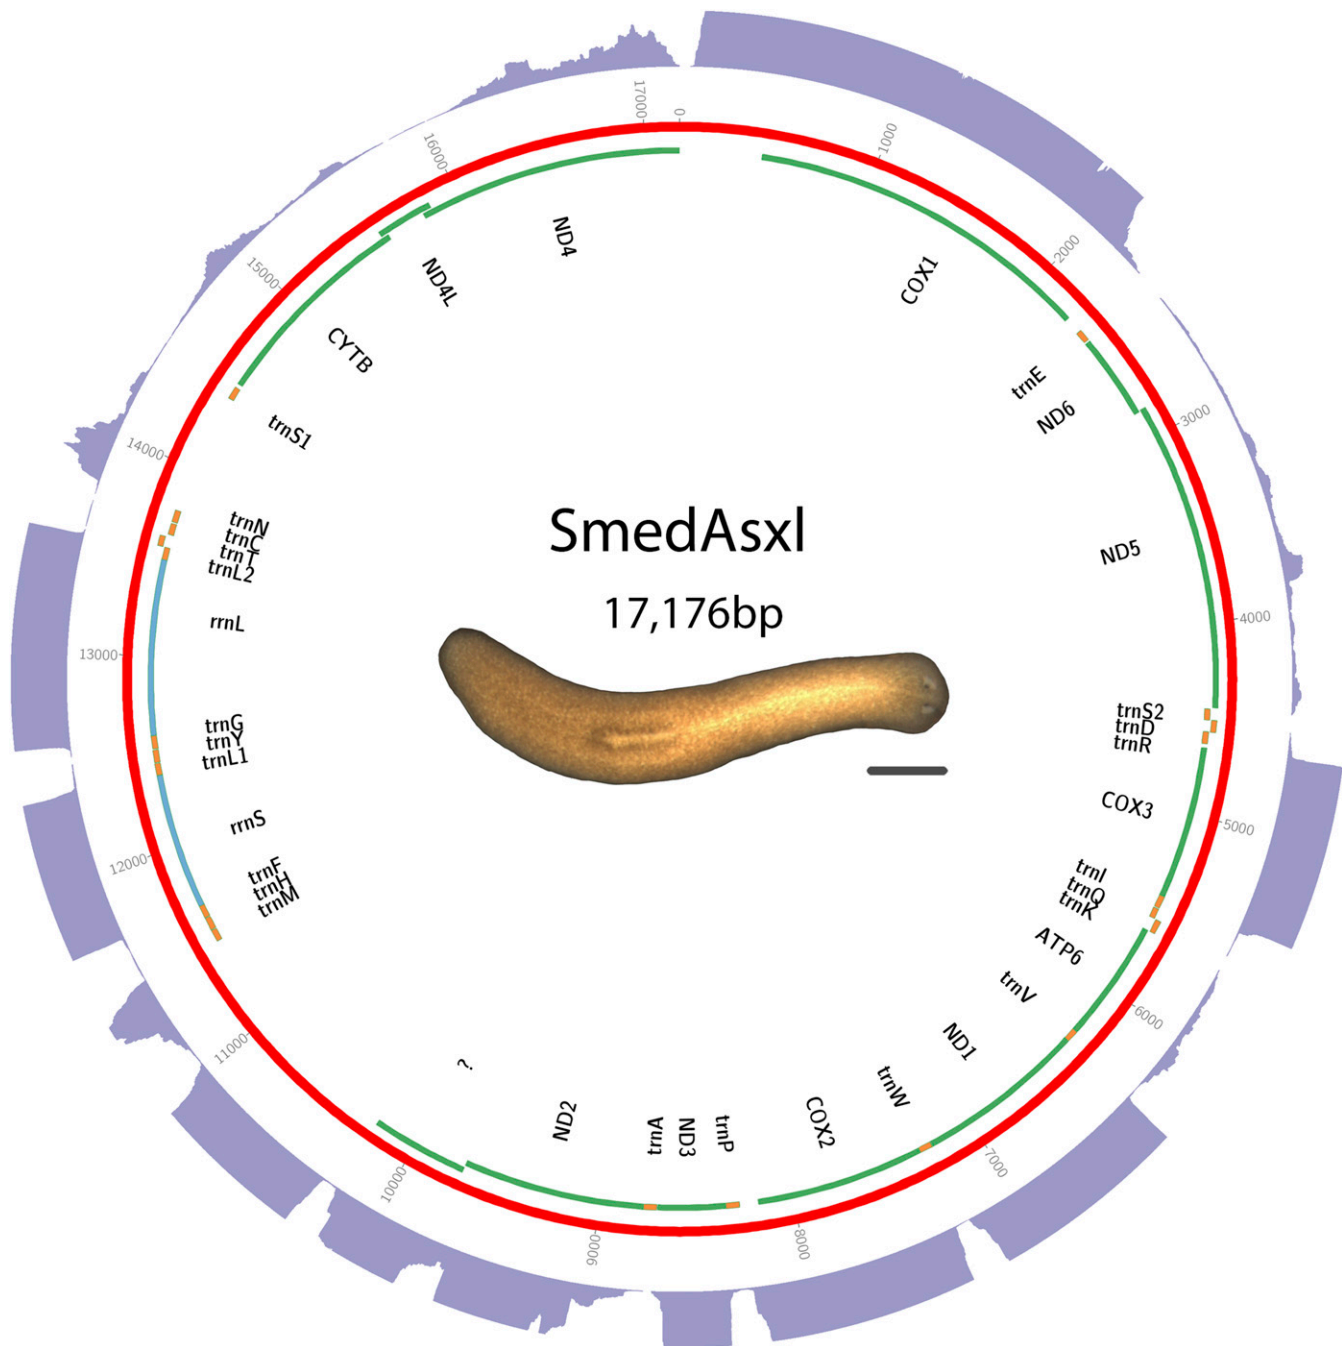 17000
0
1000
16000
2000
15000
3000
14000
4000
13000
5000
12000
6000
11000
7000
10000
8000
9000
ND4
COX1
ND4L
CYTB
trnE
ND6
trnS1
trnN
trnC
trnT
trnL2
rrnL
ND5
SmedAsxl
17,176bp
trnG
trnY
trnL1
trnS2
trnD
trnR
rrnS
COX3
trnF
trnH
trnM
trnI
trnQ
trnK
ATP6
trnV
ND1
trnW
COX2
trnP
ND3
trnA
ND2
?